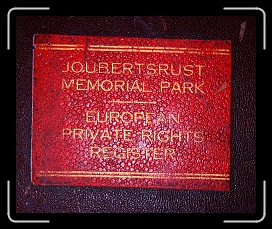 JOUBERTSRUST
MEMORIAL PARK
EUROPEAN
PRIVATE RIGHTS
REGISTER